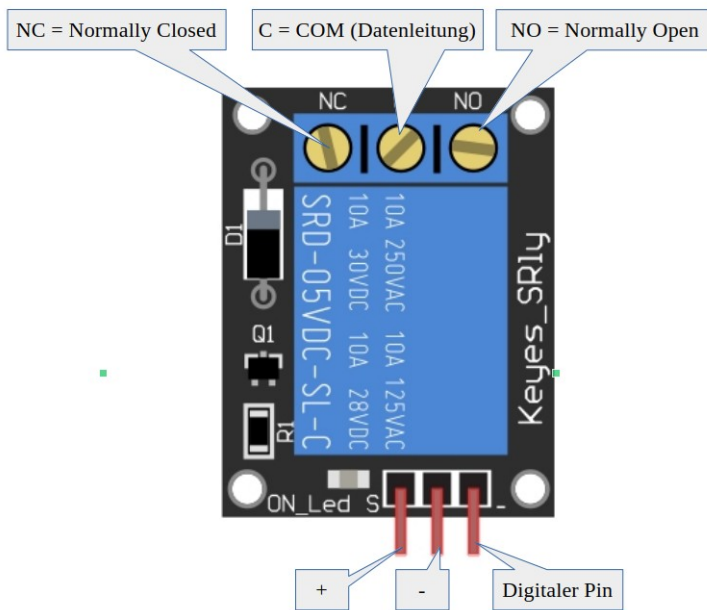 NC = Normally Closed
C = COM (Datenleitung)
NO = Normally Open
NC
NO
SRD-05VDC-SL-C
10A 30VDC 10A 28VDC
10A 250VAC 10A 125VAC
Keyes_SRly
D1
Q1
R1
ON_Led S
-
+
-
Digitaler Pin